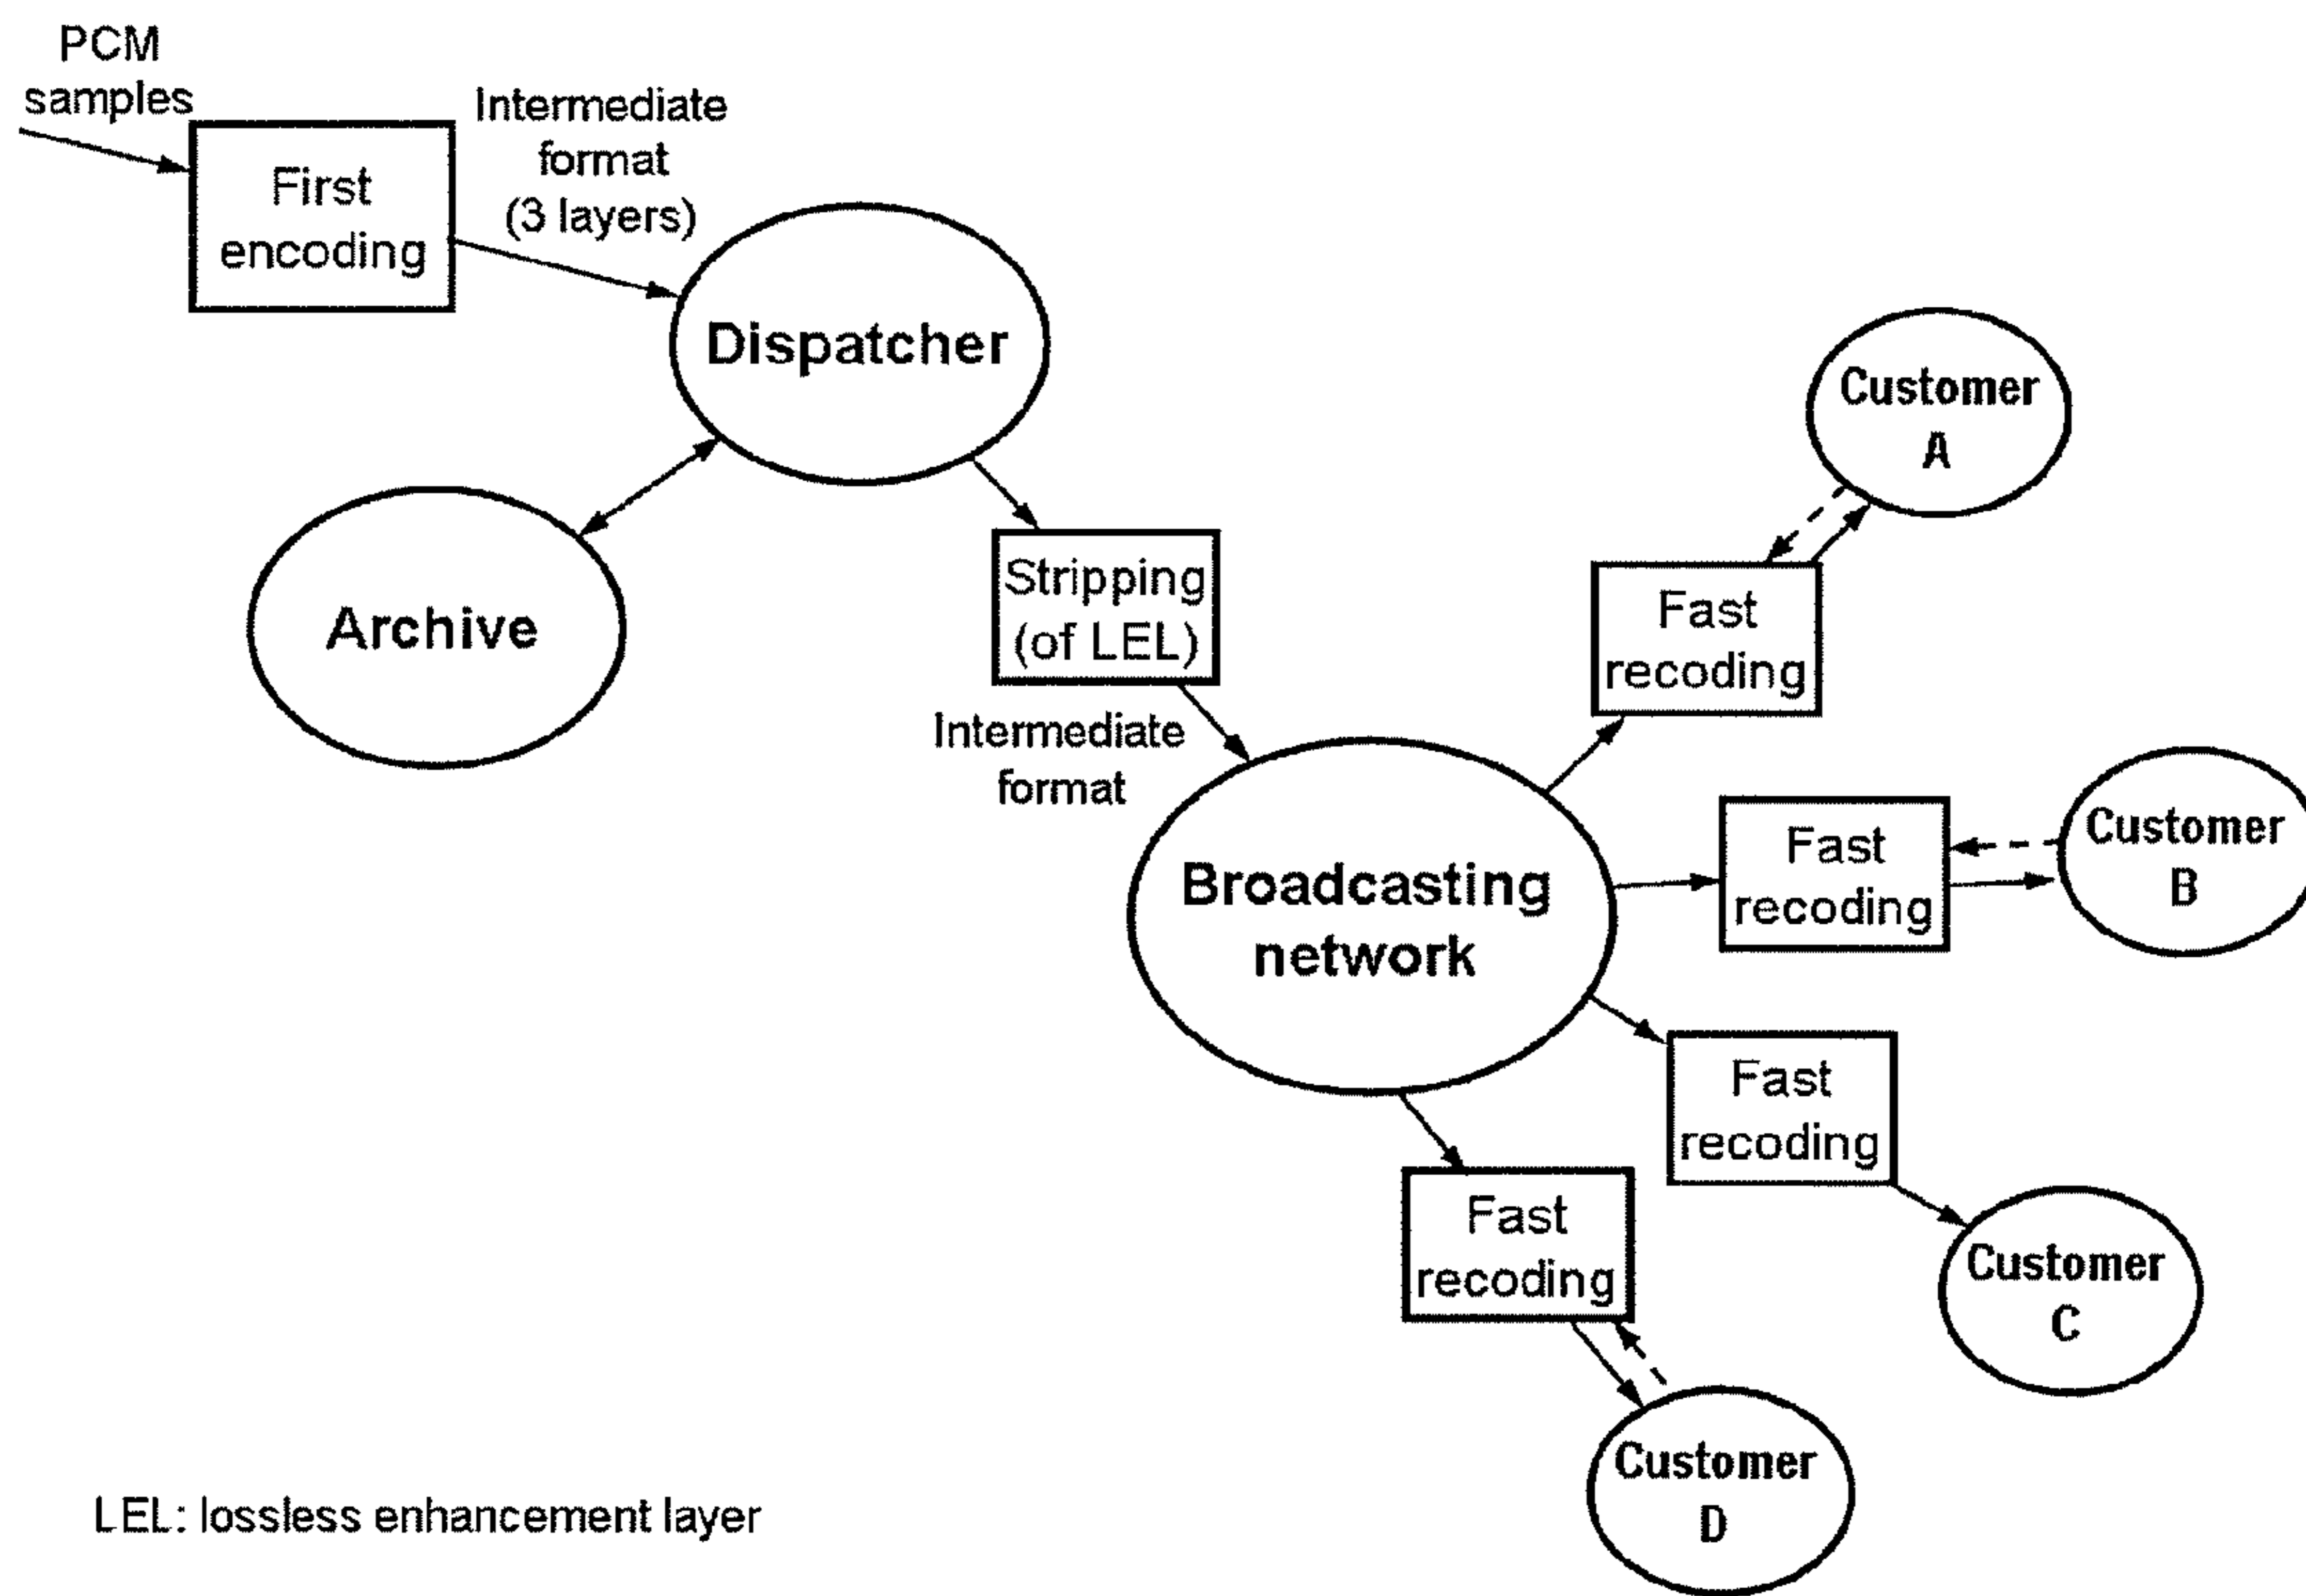 PCM
samples
First
encoding
Intermediate
format
(3 layers)
Dispatcher
Archive
Stripping
(of LEL)
Intermediate
format
Broadcasting
network
Fast
recoding
Customer
A
Fast
recoding
Customer
B
Fast
recoding
Customer
C
Fast
recoding
Customer
D
LEL: lossless enhancement layer